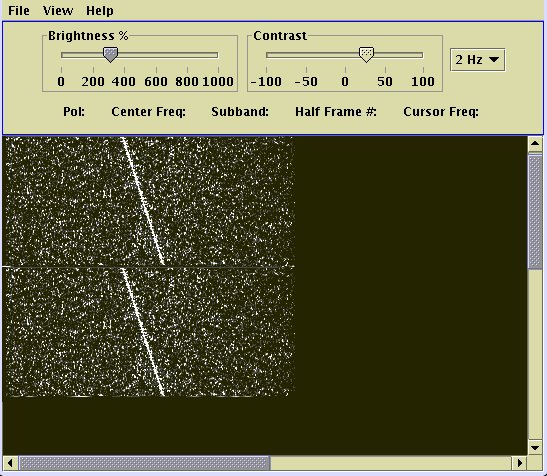 File View Help
Brightness % Contrast
0 200 400 600 800 1000 -100 -50 0 50 100 2 Hz
Pol: Center Freq: Subband: Half Frame #: Cursor Freq: